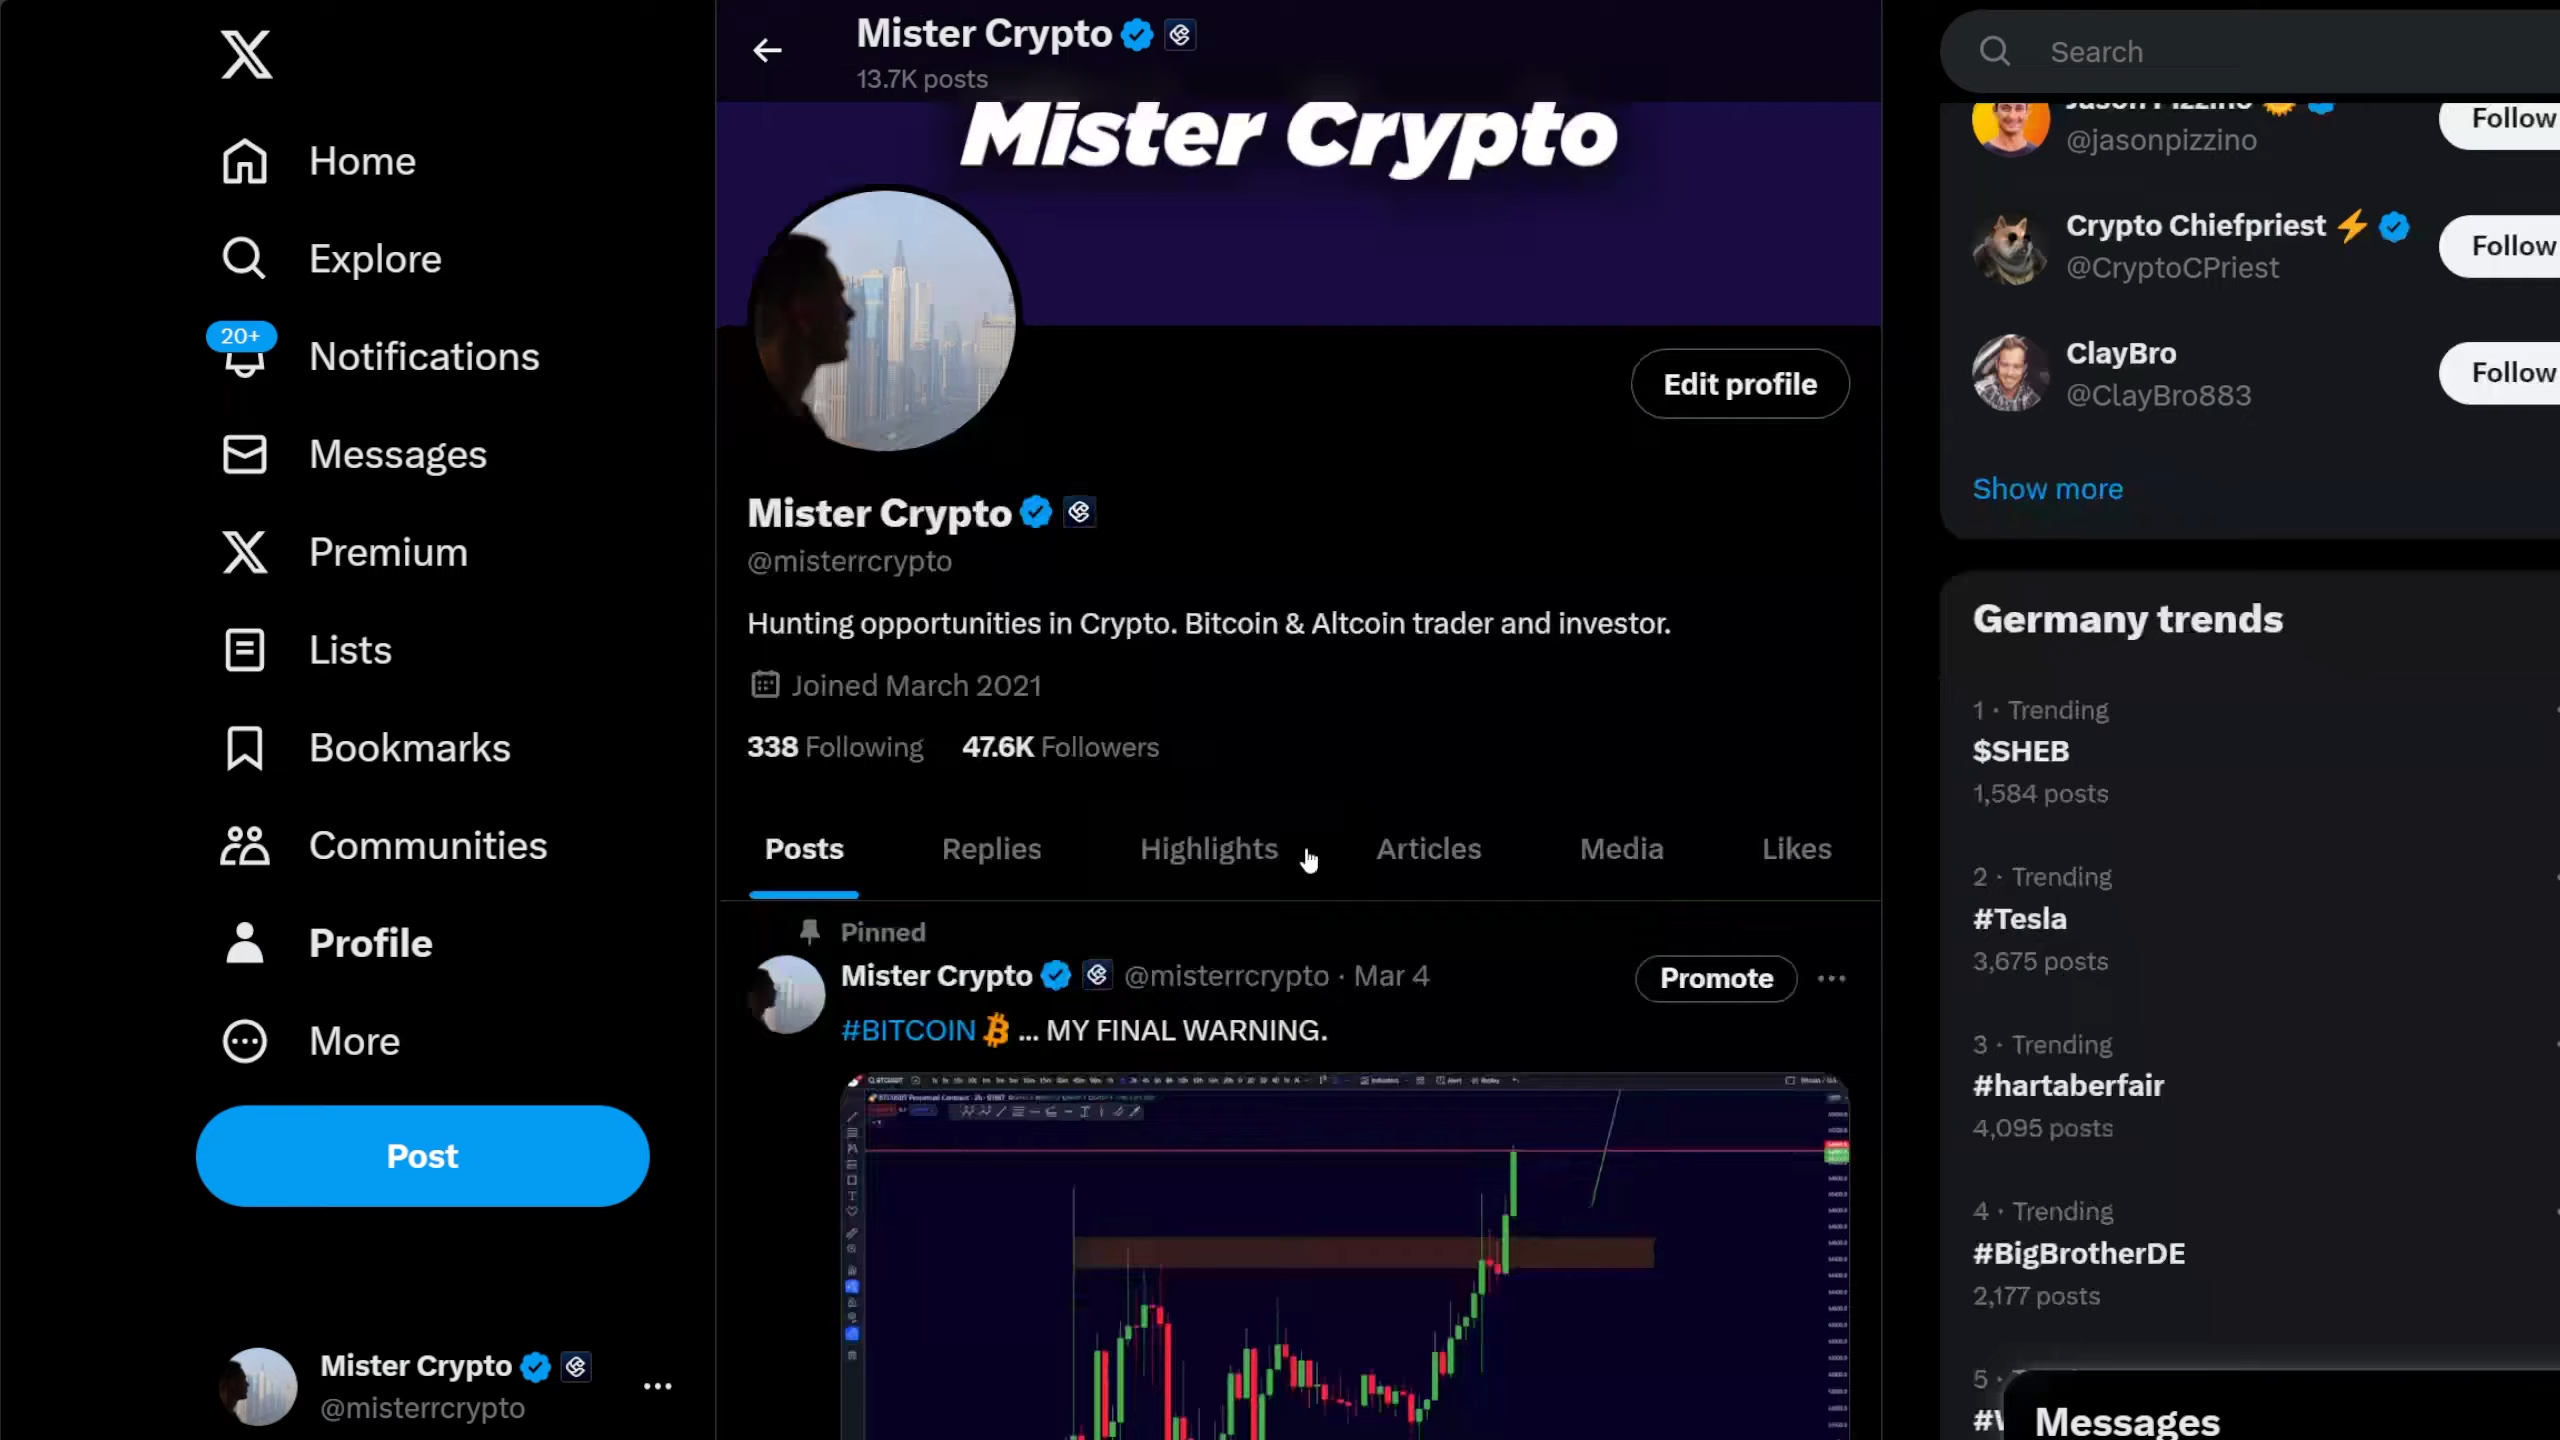 Home
Explore
20+
Notifications
Messages
Premium
Lists
Bookmarks
Communities
Profile
More
Post
Mister Crypto
@misterrcrypto
Mister Crypto
13.7K posts
Mister Crypto
Edit profile
Mister Crypto
@misterrcrypto
Hunting opportunities in Crypto. Bitcoin & Altcoin trader and investor.
Joined March 2021
338 Following 47.6K Followers
Posts Replies Highlights Articles Media Likes
Pinned
Mister Crypto @misterrcrypto · Mar 4
Promote
#BITCOIN ... MY FINAL WARNING.
Search
Jason Pizzino
@jasonpizzino
Follow
Crypto Chiefpriest
@CryptoCPriest
Follow
ClayBro
@ClayBro883
Follow
Show more
Germany trends
1 · Trending
$SHEB
1,584 posts
2 · Trending
#Tesla
3,675 posts
3 · Trending
#hartaberfair
4,095 posts
4 · Trending
#BigBrotherDE
2,177 posts
5 ·
Messages